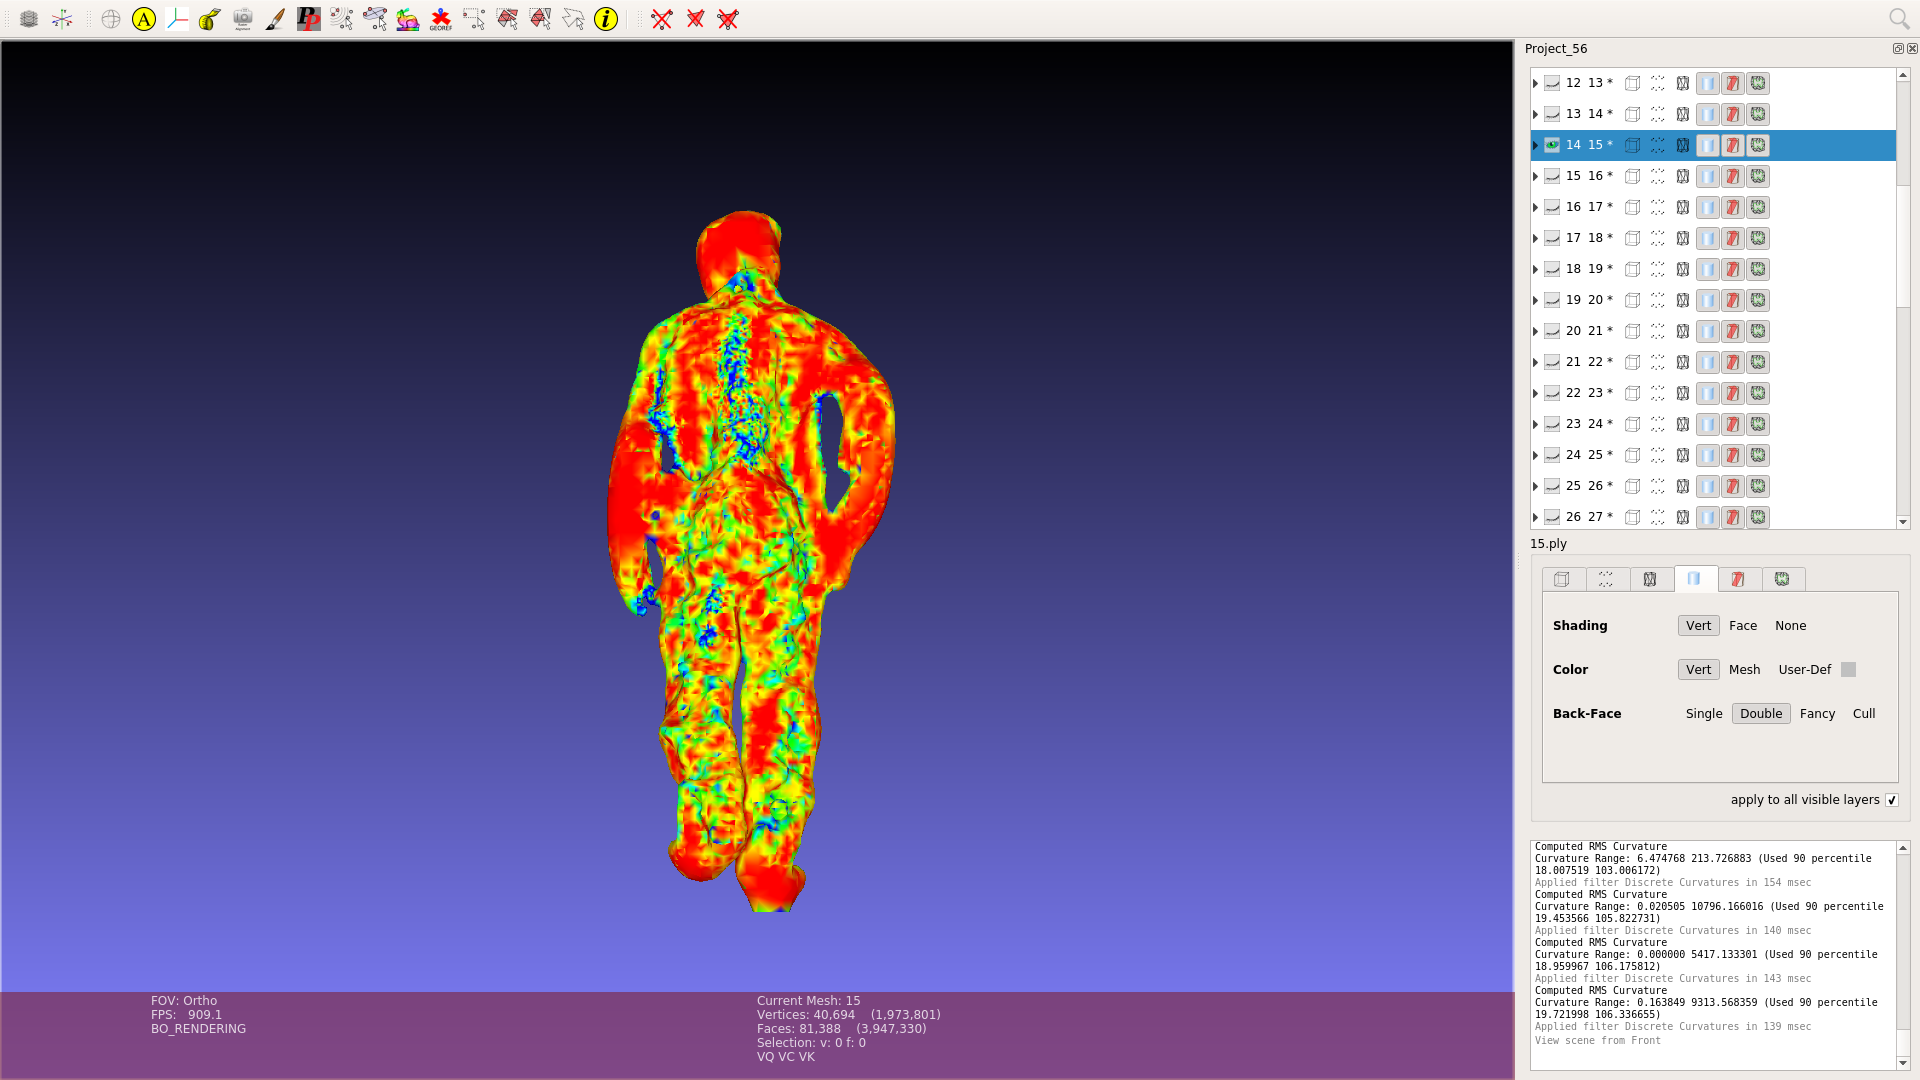 A
PP
GEOREF
i
Project_56
12 13 *
13 14 *
14 15 *
15 16 *
16 17 *
17 18 *
18 19 *
19 20 *
20 21 *
21 22 *
22 23 *
23 24 *
24 25 *
25 26 *
26 27 *
15.ply
Shading Vert Face None
Color Vert Mesh User-Def
Back-Face Single Double Fancy Cull
apply to all visible layers
Computed RMS Curvature
Curvature Range: 6.474768 213.726883 (Used 90 percentile
18.007519 103.006172)
Applied filter Discrete Curvatures in 154 msec
Computed RMS Curvature
Curvature Range: 0.020505 10796.166016 (Used 90 percentile
19.453566 105.822731)
Applied filter Discrete Curvatures in 140 msec
Computed RMS Curvature
Curvature Range: 0.000000 5417.133301 (Used 90 percentile
18.959967 106.175812)
Applied filter Discrete Curvatures in 143 msec
Computed RMS Curvature
Curvature Range: 0.163849 9313.568359 (Used 90 percentile
19.721998 106.336655)
Applied filter Discrete Curvatures in 139 msec
View scene from Front
FOV: Ortho
FPS: 909.1
BO_RENDERING
Current Mesh: 15
Vertices: 40,694 (1,973,801)
Faces: 81,388 (3,947,330)
Selection: v: 0 f: 0
VQ VC VK